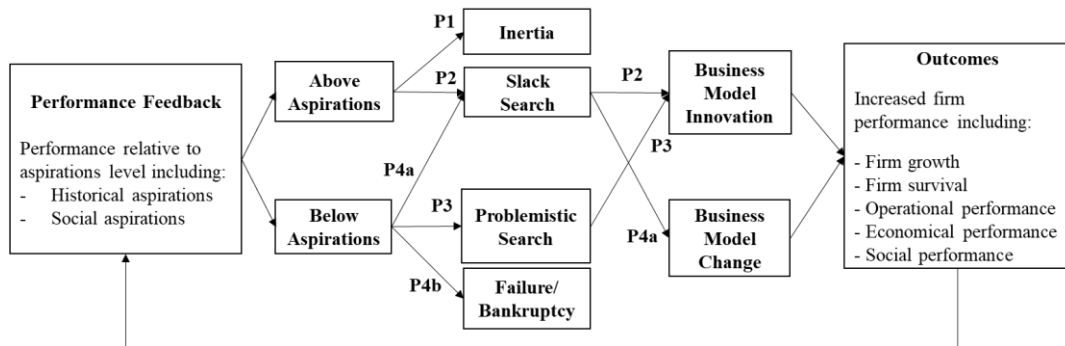 Performance Feedback
Performance relative to
aspirations level including:
- Historical aspirations
- Social aspirations
Above
Aspirations
Below
Aspirations
P1
P2
P4a
P3
P4b
Inertia
Slack
Search
Problemistic
Search
Failure/
Bankruptcy
P2
P3
P4a
Business
Model
Innovation
Business
Model
Change
Outcomes
Increased firm
performance including:
- Firm growth
- Firm survival
- Operational performance
- Economical performance
- Social performance